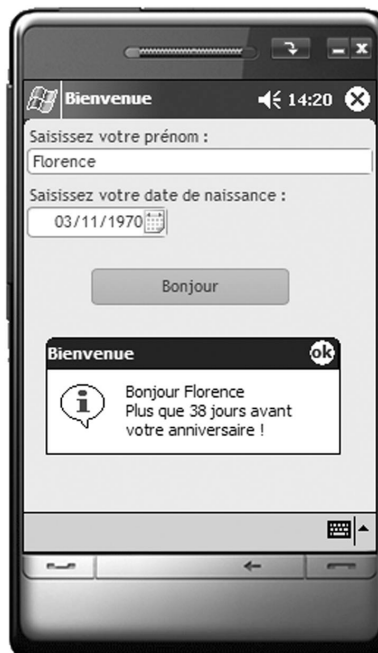 Bienvenue 14:20
Saisissez votre prénom :
Florence
Saisissez votre date de naissance :
03/11/1970
Bonjour
Bienvenue ok
Bonjour Florence
Plus que 38 jours avant
votre anniversaire !